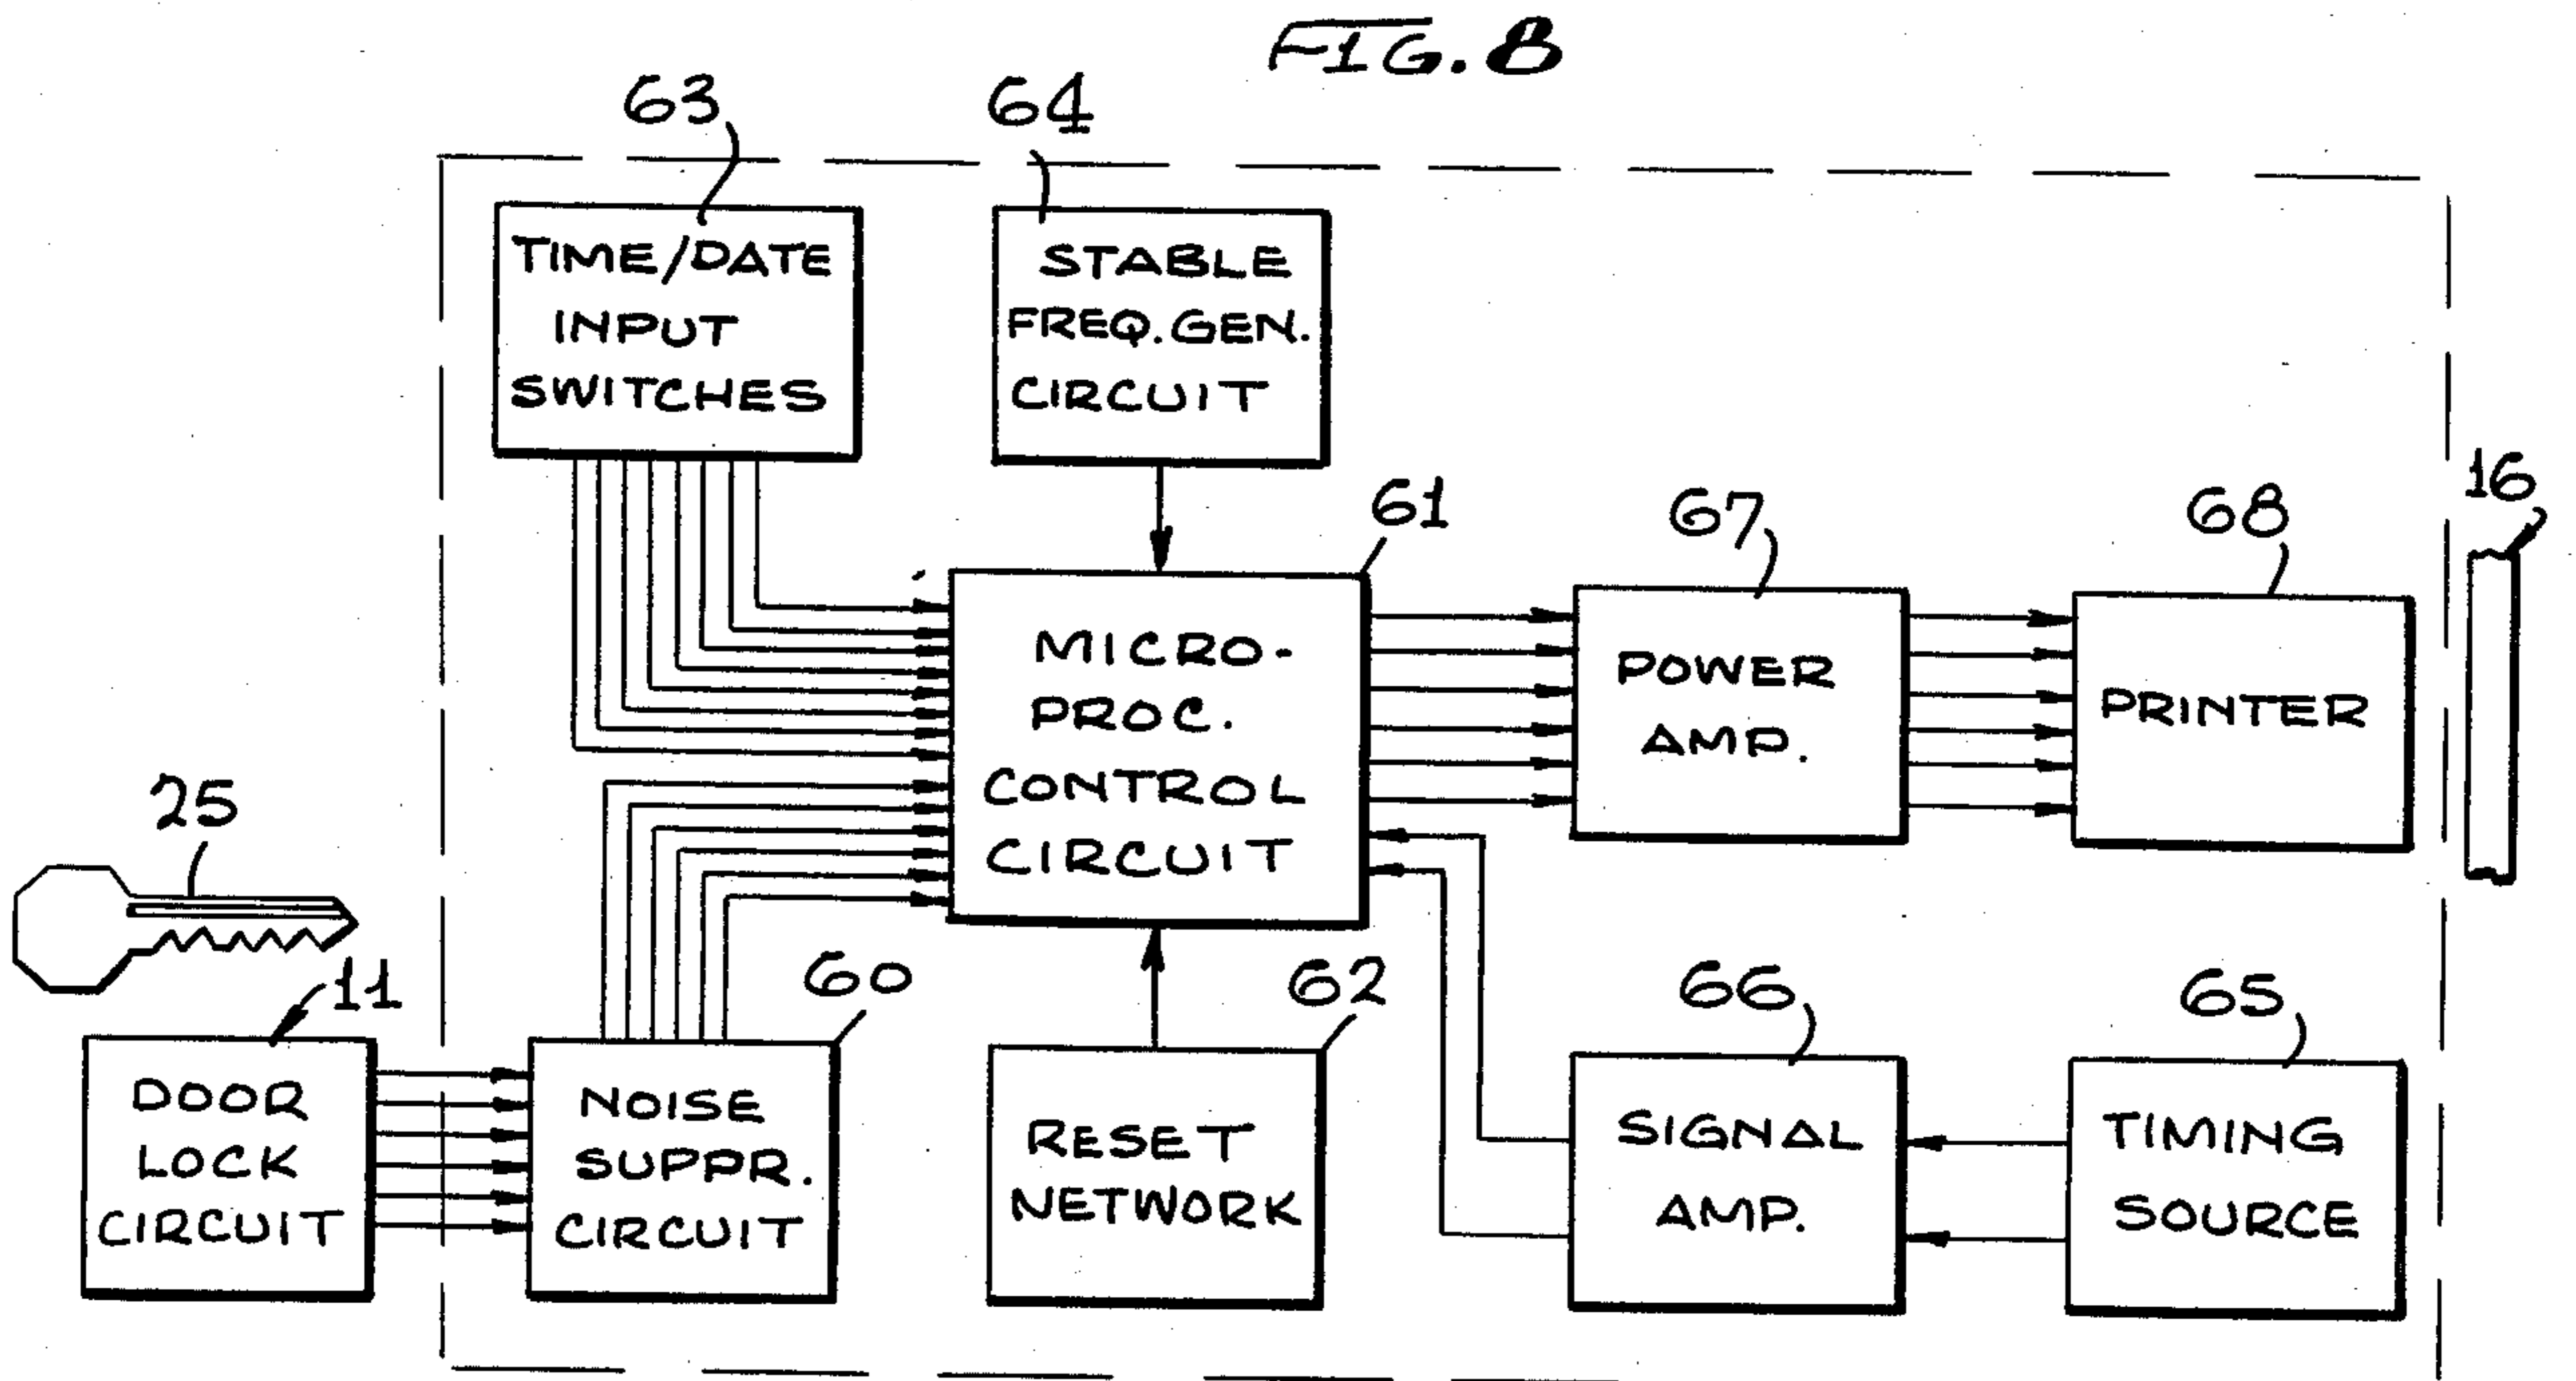 FIG. 8
63
64
TIME/DATE
INPUT
SWITCHES
STABLE
FREQ. GEN.
CIRCUIT
61
67
68
16
MICRO-
PROC.
CONTROL
CIRCUIT
POWER
AMP.
PRINTER
25
11
60
62
66
65
DOOR
LOCK
CIRCUIT
NOISE
SUPPR.
CIRCUIT
RESET
NETWORK
SIGNAL
AMP.
TIMING
SOURCE